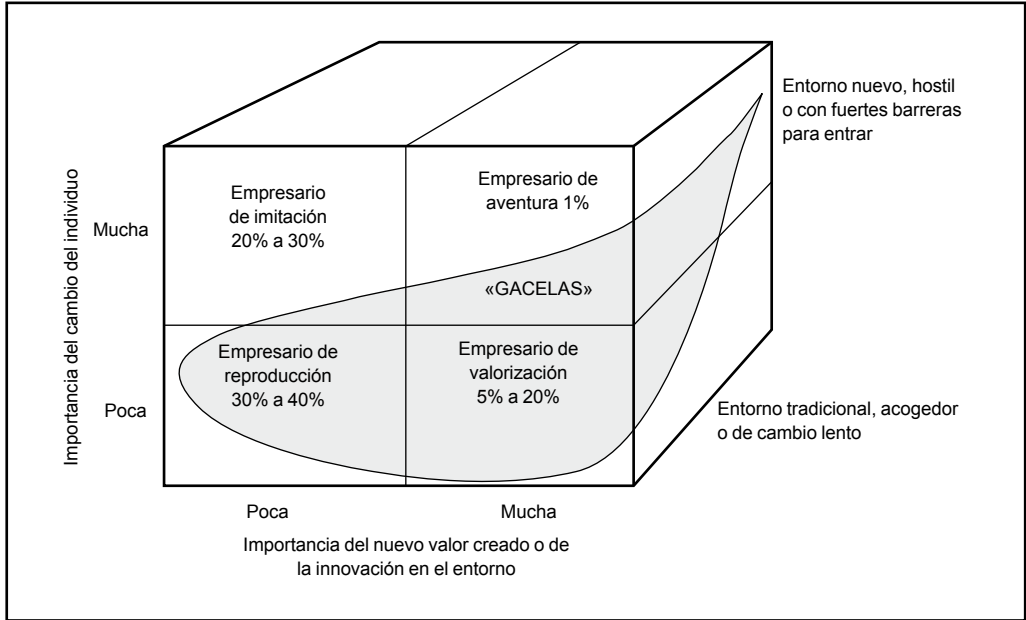 Entorno nuevo, hostil
o con fuertes barreras
para entrar
Importancia del cambio del individuo
Mucha
Empresario
de imitación
20% a 30%
Empresario de
aventura 1%
«GACELAS»
Poca
Empresario de
reproducción
30% a 40%
Empresario de
valorización
5% a 20%
Entorno tradicional, acogedor
o de cambio lento
Poca
Mucha
Importancia del nuevo valor creado o de
la innovación en el entorno